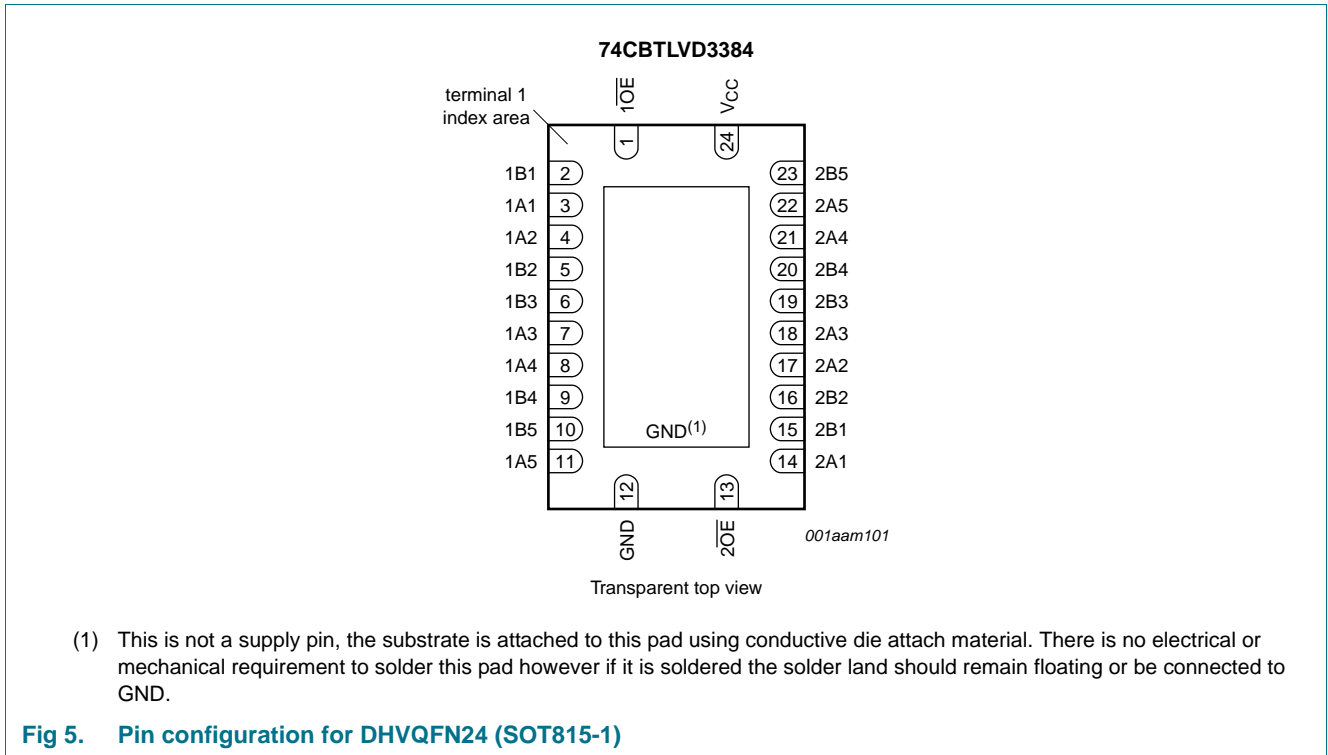 74CBTLVD3384
terminal 1
index area
1OE
VCC
1
24
1B1 2
23 2B5
1A1 3
22 2A5
1A2 4
21 2A4
1B2 5
20 2B4
1B3 6
19 2B3
1A3 7
18 2A3
1A4 8
17 2A2
1B4 9
16 2B2
1B5 10
GND(1)
15 2B1
1A5 11
14 2A1
12
13
GND
2OE
001aam101
Transparent top view
(1) This is not a supply pin, the substrate is attached to this pad using conductive die attach material. There is no electrical or
mechanical requirement to solder this pad however if it is soldered the solder land should remain floating or be connected to
GND.
Fig 5. Pin configuration for DHVQFN24 (SOT815-1)